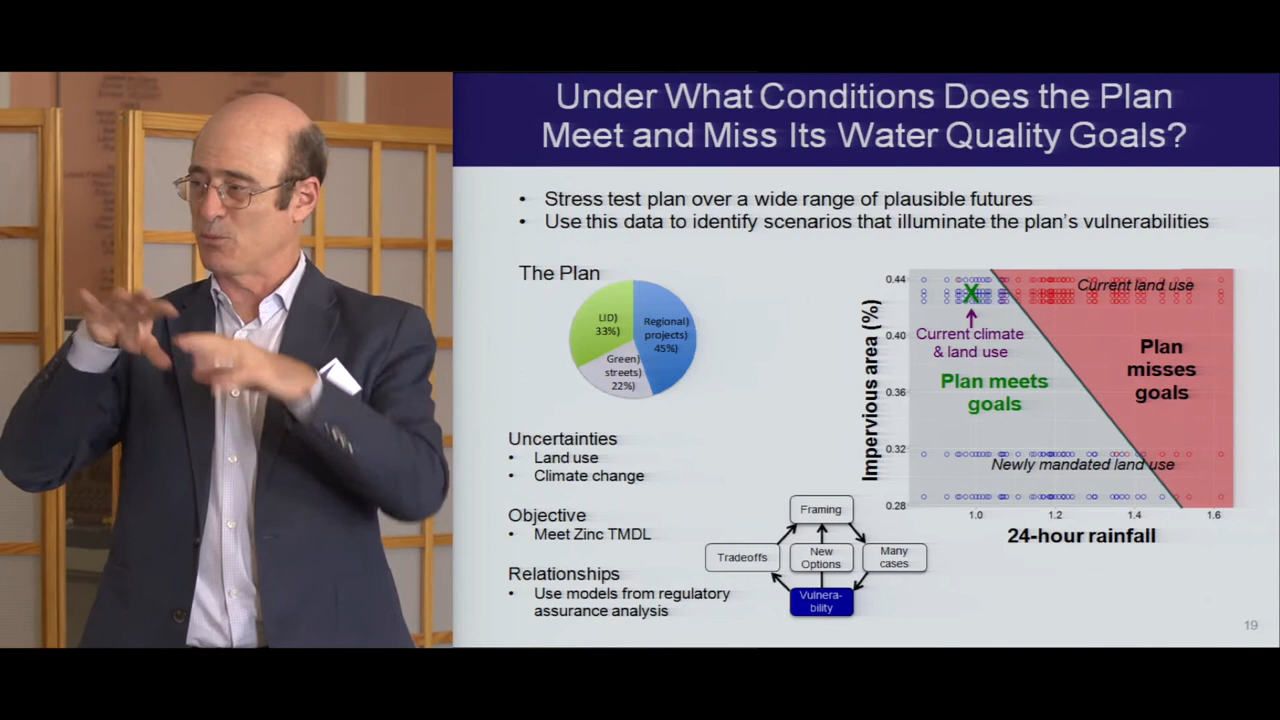 Under What Conditions Does the Plan
Meet and Miss Its Water Quality Goals?
• Stress test plan over a wide range of plausible futures
• Use this data to identify scenarios that illuminate the plan's vulnerabilities
The Plan
LID)
33%)
Regional)
projects)
45%)
Green)
streets)
22%)
Uncertainties
• Land use
• Climate change
Objective
• Meet Zinc TMDL
Relationships
• Use models from regulatory
assurance analysis
Framing
Tradeoffs
New
Options
Many
cases
Vulnera-
bility
Impervious area (%)
0.44
0.40
0.36
0.32
0.28
Current land use
X
Current climate
& land use
Plan meets
goals
Plan
misses
goals
Newly mandated land use
1.0
1.2
1.4
1.6
24-hour rainfall
19